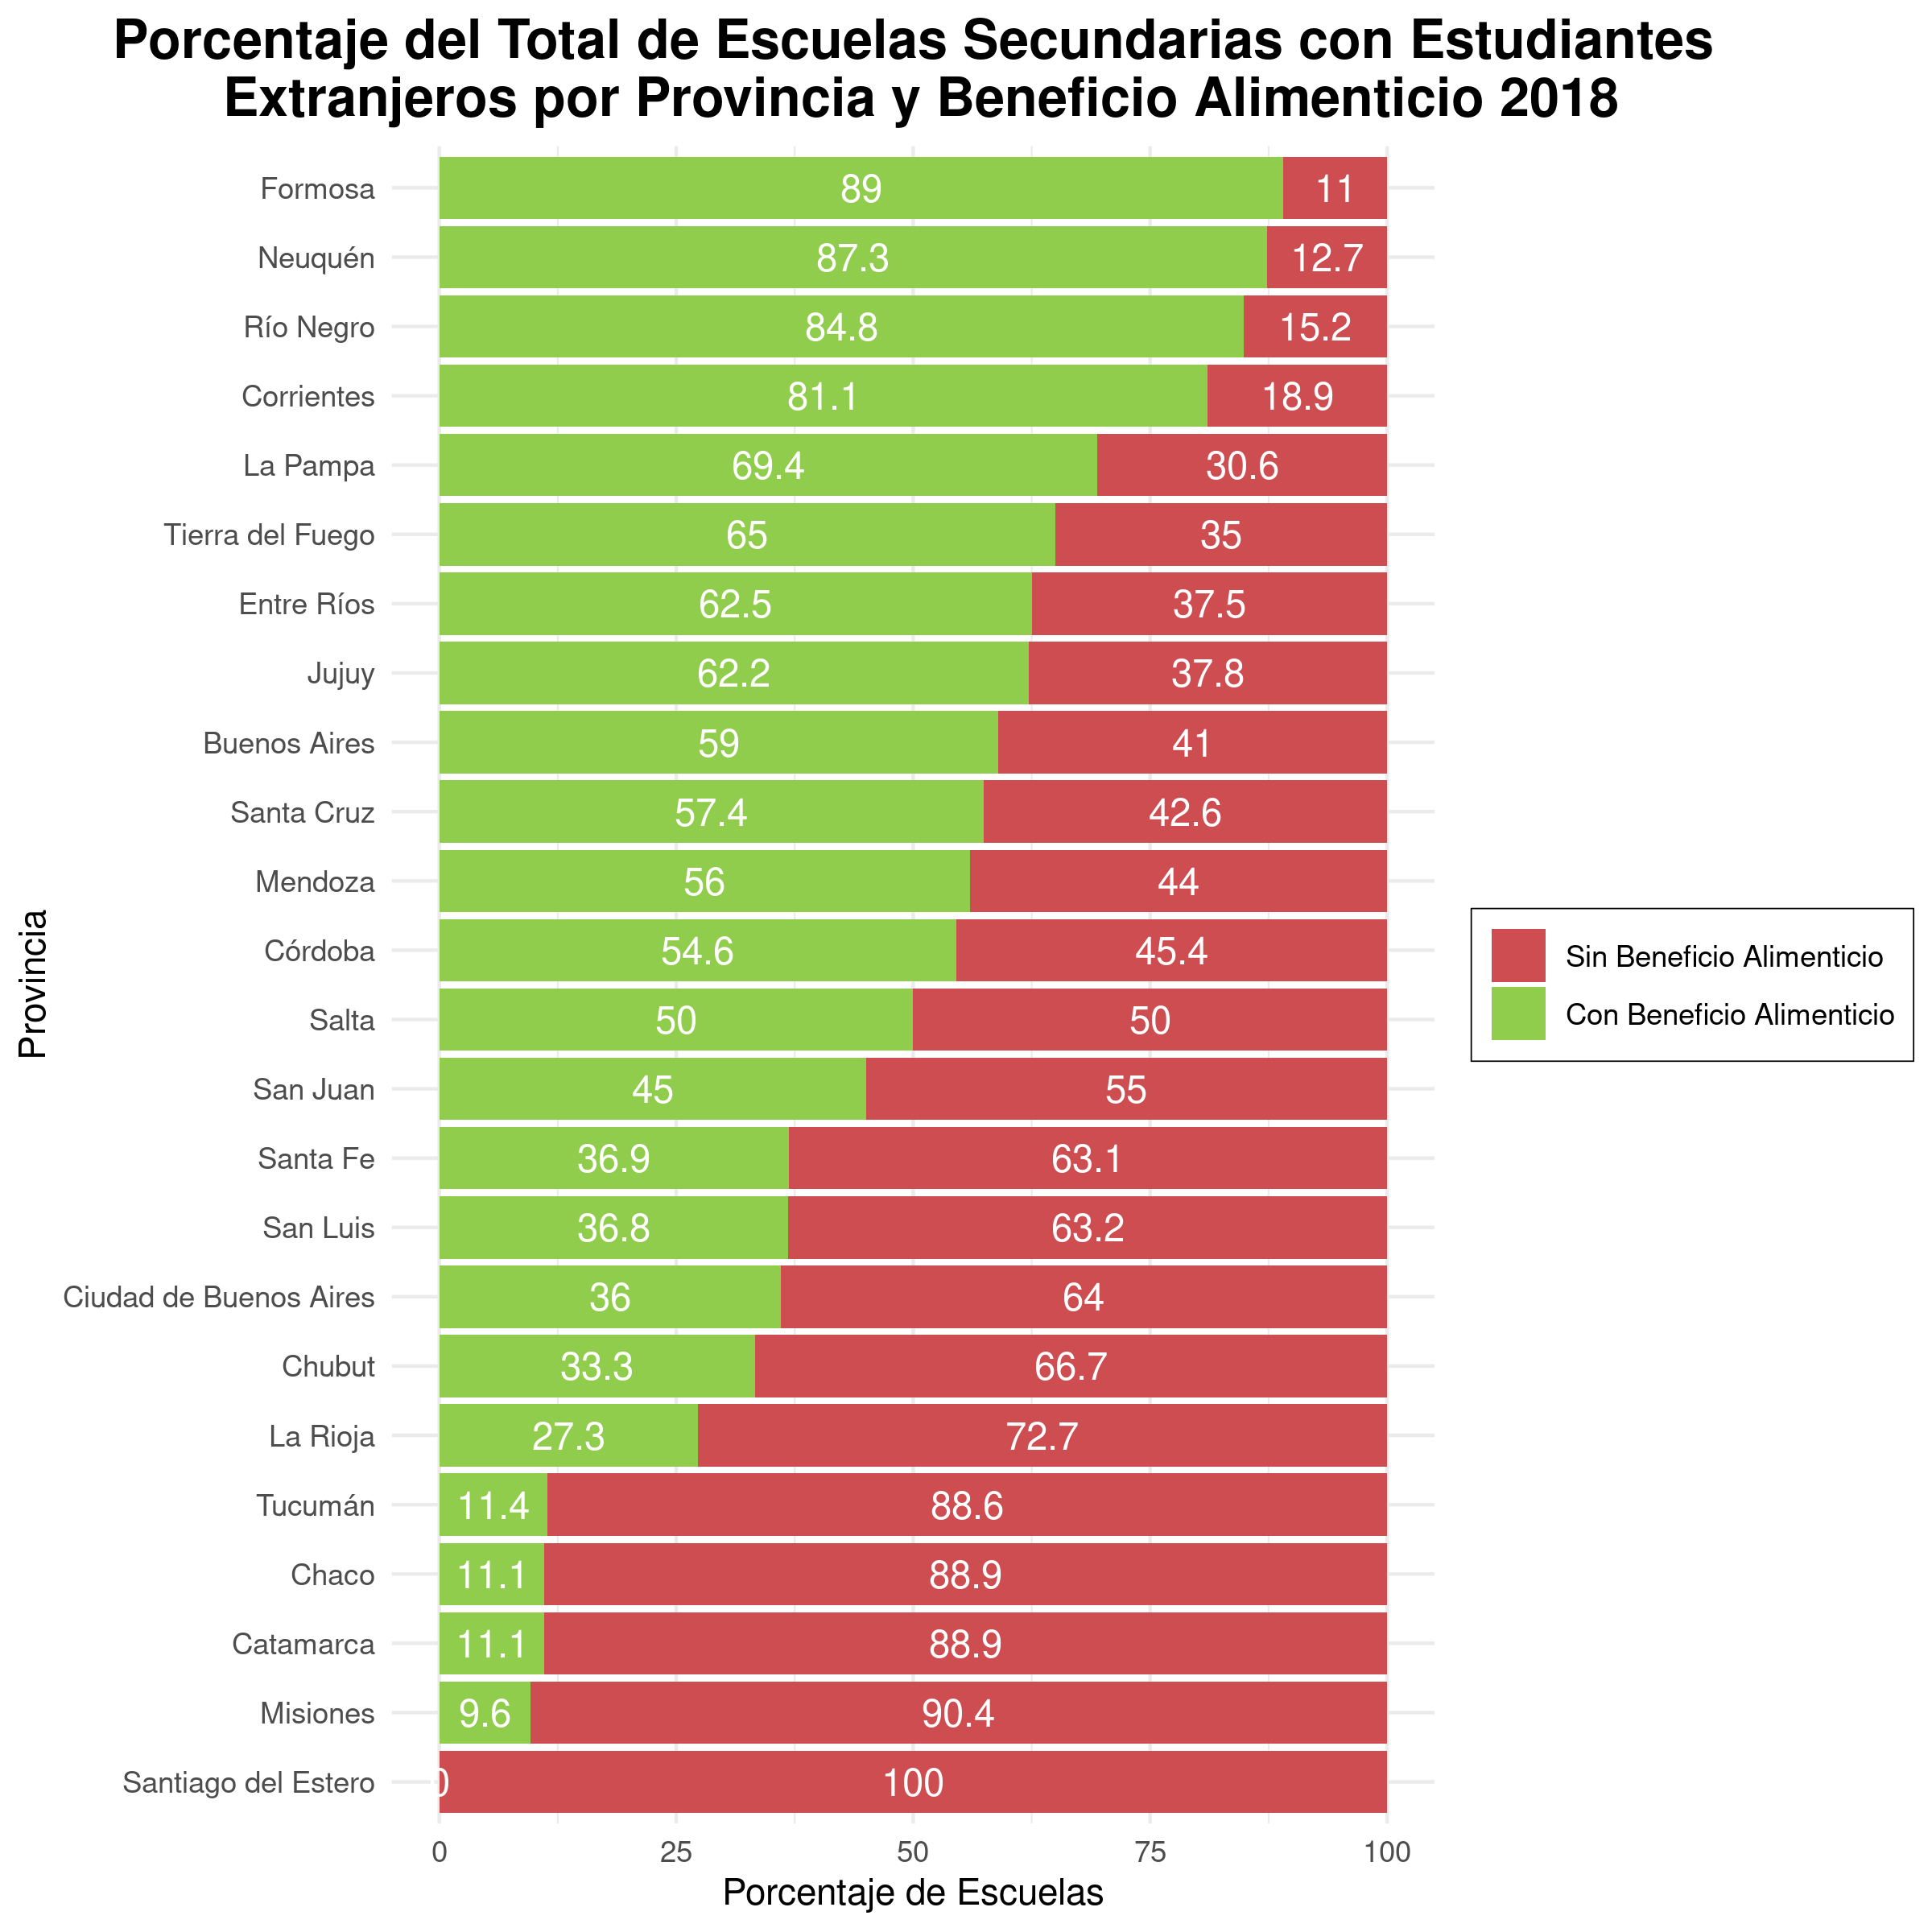 Porcentaje del Total de Escuelas Secundarias con Estudiantes
Extranjeros por Provincia y Beneficio Alimenticio 2018
Formosa 89 11
Neuquén 87.3 12.7
Río Negro 84.8 15.2
Corrientes 81.1 18.9
La Pampa 69.4 30.6
Tierra del Fuego 65 35
Entre Ríos 62.5 37.5
Jujuy 62.2 37.8
Buenos Aires 59 41
Santa Cruz 57.4 42.6
Mendoza 56 44
Córdoba 54.6 45.4
Salta 50 50
San Juan 45 55
Santa Fe 36.9 63.1
San Luis 36.8 63.2
Ciudad de Buenos Aires 36 64
Chubut 33.3 66.7
La Rioja 27.3 72.7
Tucumán 11.4 88.6
Chaco 11.1 88.9
Catamarca 11.1 88.9
Misiones 9.6 90.4
Santiago del Estero 0 100
0 25 50 75 100
Porcentaje de Escuelas
Provincia
Sin Beneficio Alimenticio
Con Beneficio Alimenticio